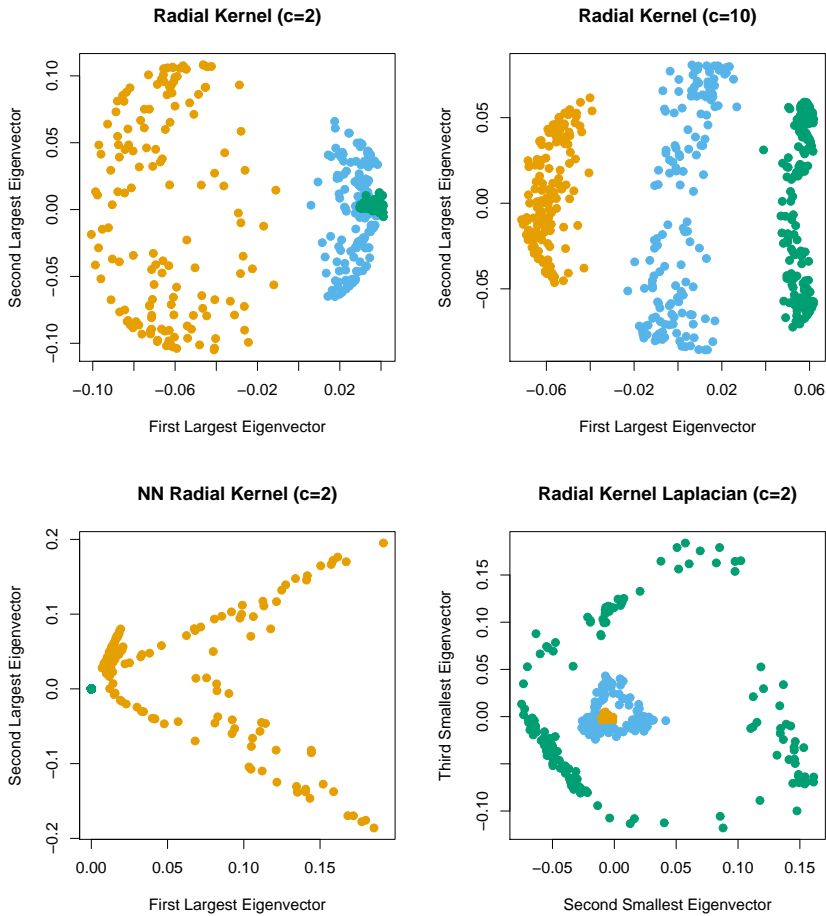 Radial Kernel (c=2)
Second Largest Eigenvector
0.10
0.05
0.00
−0.05
−0.10
−0.10
−0.06
−0.02
0.02
First Largest Eigenvector
Radial Kernel (c=10)
Second Largest Eigenvector
0.05
0.00
−0.05
−0.06
−0.02
0.02
0.06
First Largest Eigenvector
NN Radial Kernel (c=2)
Second Largest Eigenvector
0.2
0.1
0.0
−0.1
−0.2
0.00
0.05
0.10
0.15
First Largest Eigenvector
Radial Kernel Laplacian (c=2)
Third Smallest Eigenvector
0.15
0.10
0.05
0.00
−0.10
−0.05
0.00
0.05
0.10
0.15
Second Smallest Eigenvector